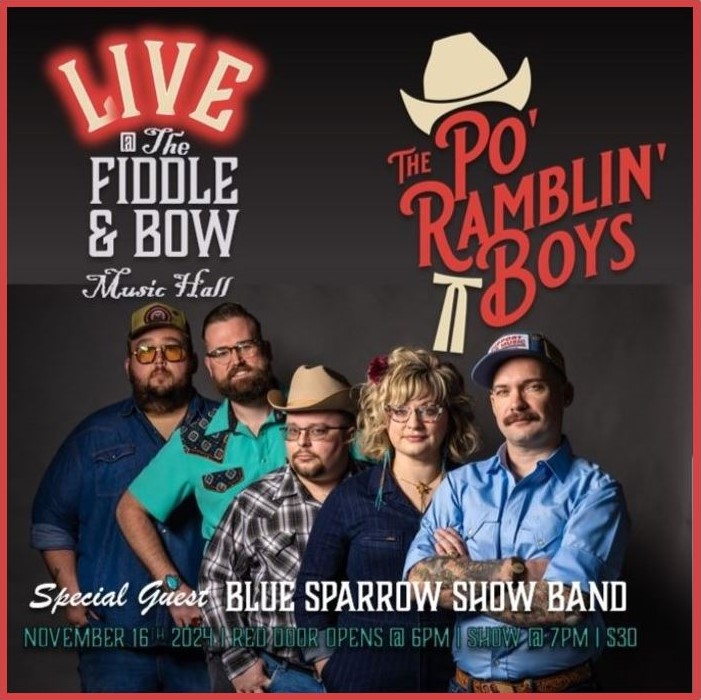 LIVE
@ The
FIDDLE
& BOW
Music Hall
THE PO'
RAMBLIN'
BOYS
Special Guest BLUE SPARROW SHOW BAND
NOVEMBER 16TH 2024 | RED DOOR OPENS @ 6PM | SHOW @ 7PM | $30